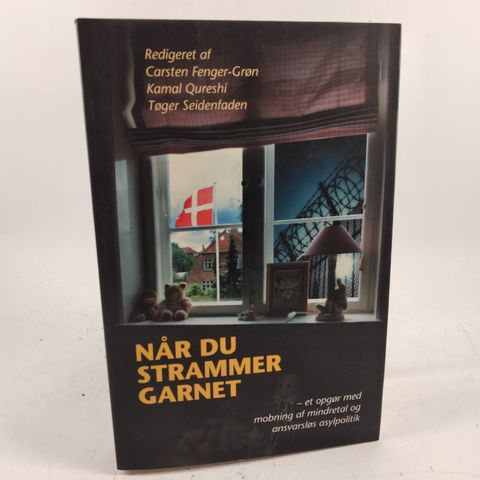 Redigeret af
Carsten Fenger-Grøn
Kamal Qureshi
Tøger Seidenfaden
NÅR DU
STRAMMER
GARNET
– et opgør med
mobning af mindretal og
ansvarsløs asylpolitik